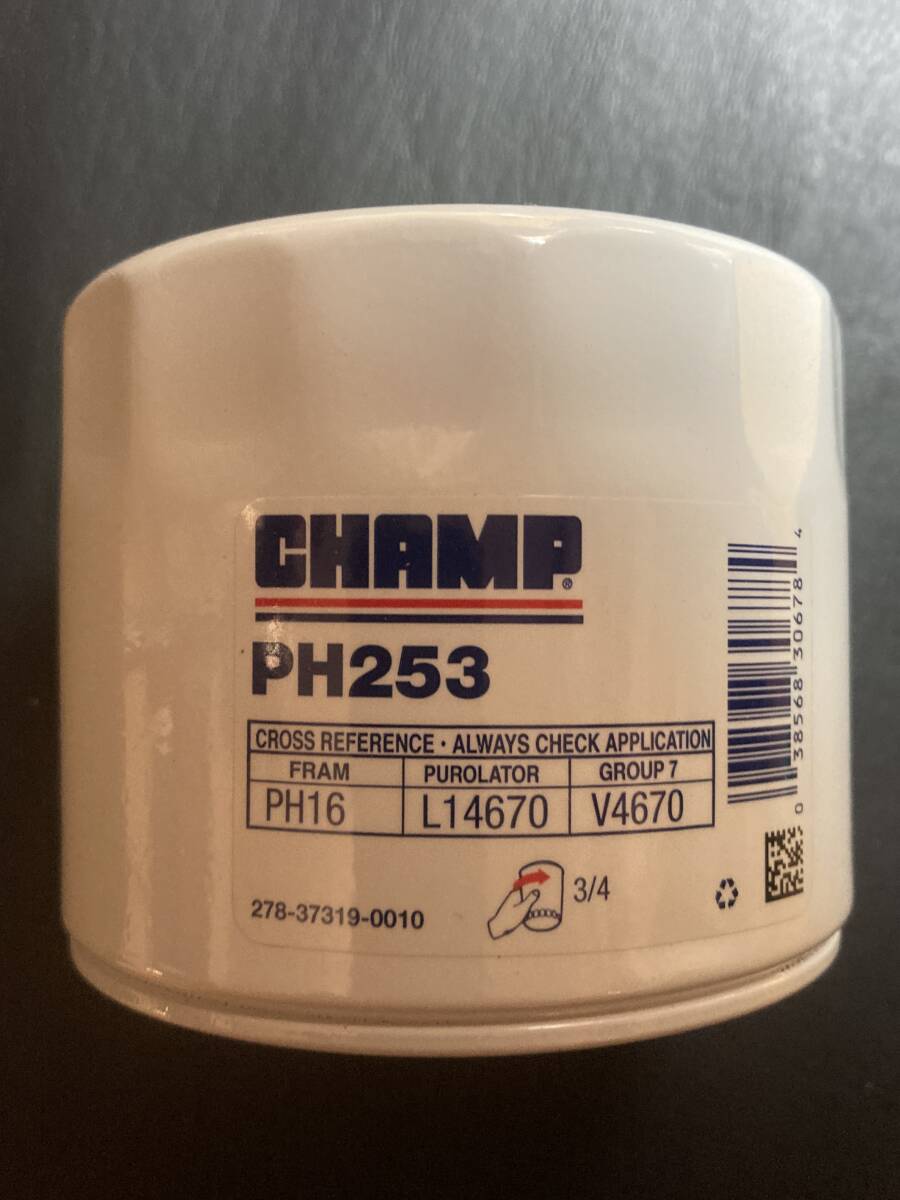 CHAMP®
PH253
CROSS REFERENCE · ALWAYS CHECK APPLICATION
FRAM PUROLATOR GROUP 7
PH16 L14670 V4670
3/4
278-37319-0010
0 38568 30678 4